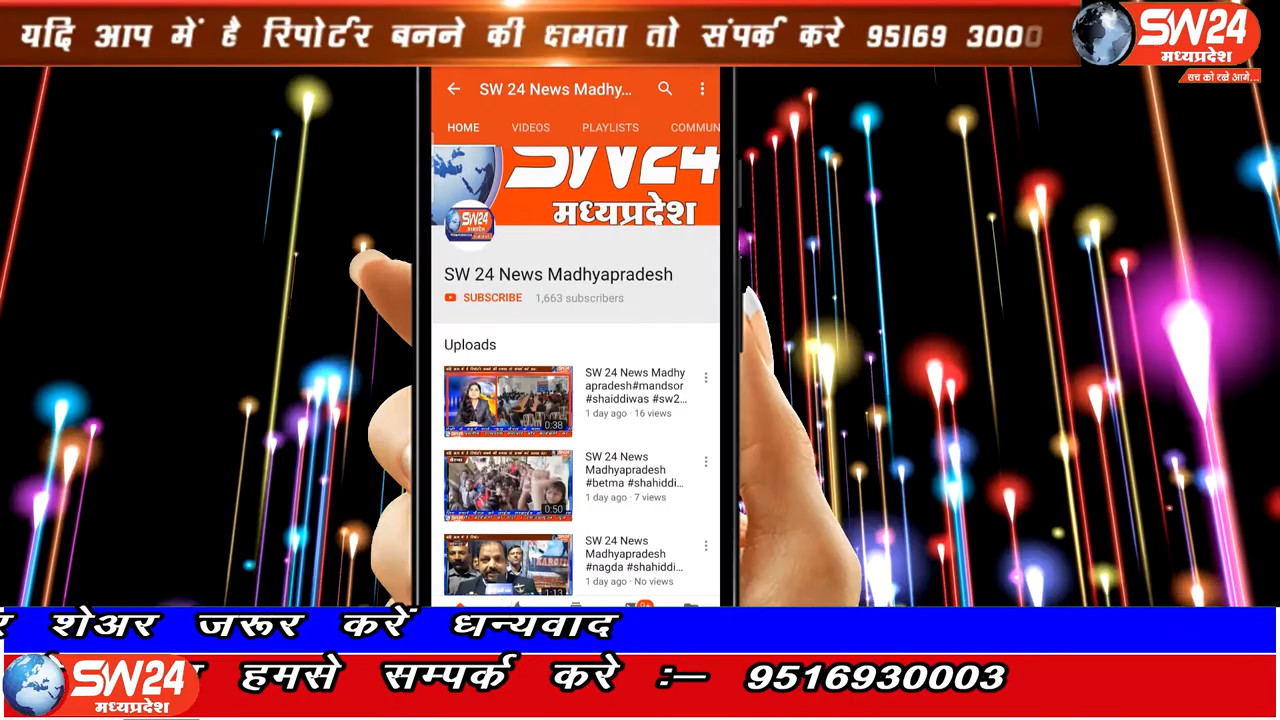 यदि आप में है रिपोर्टर बनने की क्षमता तो संपर्क करे 95169 3000
SW24
मध्यप्रदेश
सच को रखे आगे...
SW 24 News Madhy...
HOME VIDEOS PLAYLISTS COMMUN
SW24
मध्यप्रदेश
SW24
SW 24 News Madhyapradesh
SUBSCRIBE 1,663 subscribers
Uploads
SW 24 News Madhy
apradesh#mandsor
#shaiddiwas #sw2...
1 day ago · 16 views
0:38
SW 24 News
Madhyapradesh
#betma #shahiddi...
1 day ago · 7 views
0:50
SW 24 News
Madhyapradesh
#nagda #shahiddi...
1 day ago · No views
1:13
र शेअर जरूर करें धन्यवाद
हमसे सम्पर्क करे :– 9516930003
SW24
मध्यप्रदेश